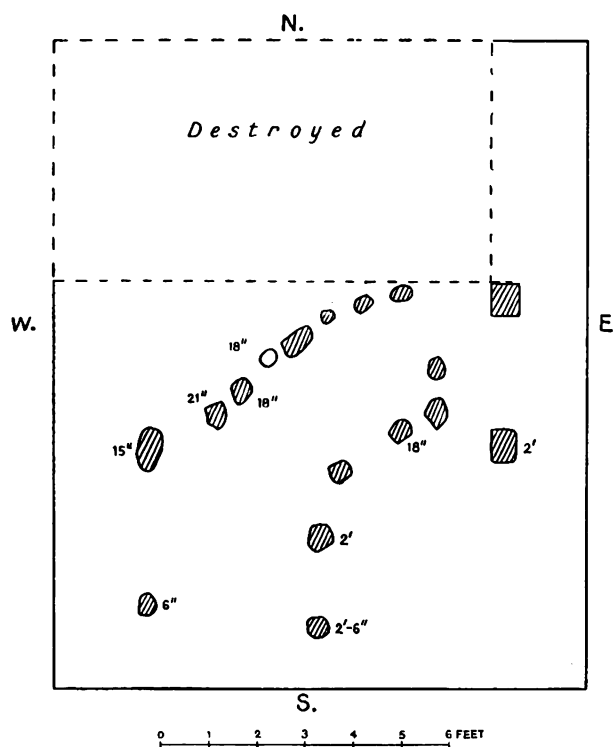 N.
Destroyed
W.
E
18"
21"
18"
15"
18"
2'
2'
6"
2'-6"
S.
0 1 2 3 4 5 6 FEET